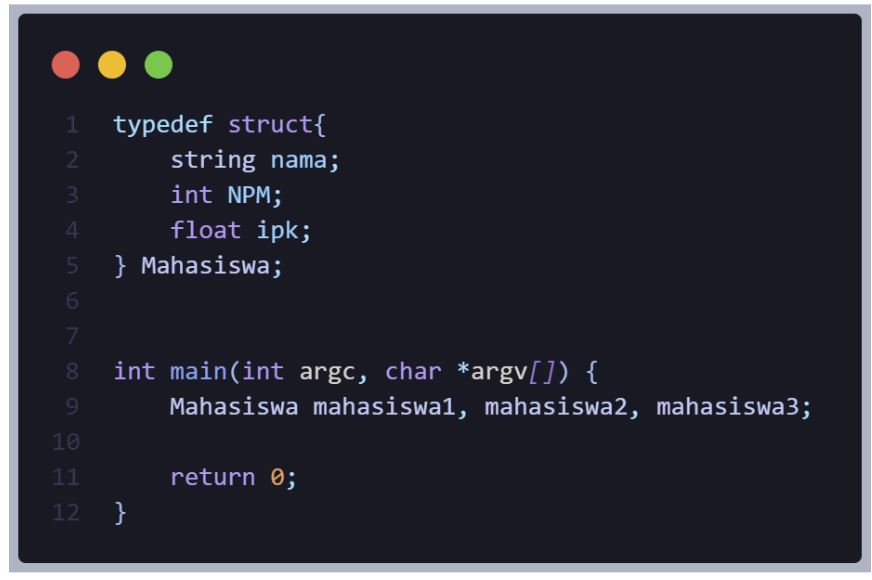 1 typedef struct{
2 string nama;
3 int NPM;
4 float ipk;
5 } Mahasiswa;
6
7
8 int main(int argc, char *argv[]) {
9 Mahasiswa mahasiswa1, mahasiswa2, mahasiswa3;
10
11 return 0;
12 }